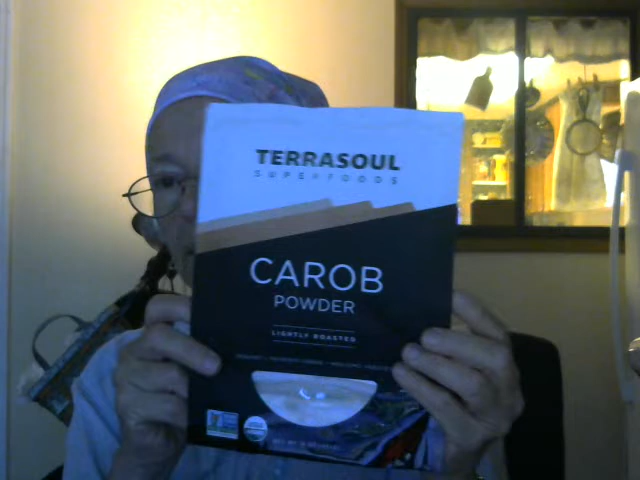 TERRASOUL
SUPERFOODS
CAROB
POWDER
LIGHTLY ROASTED